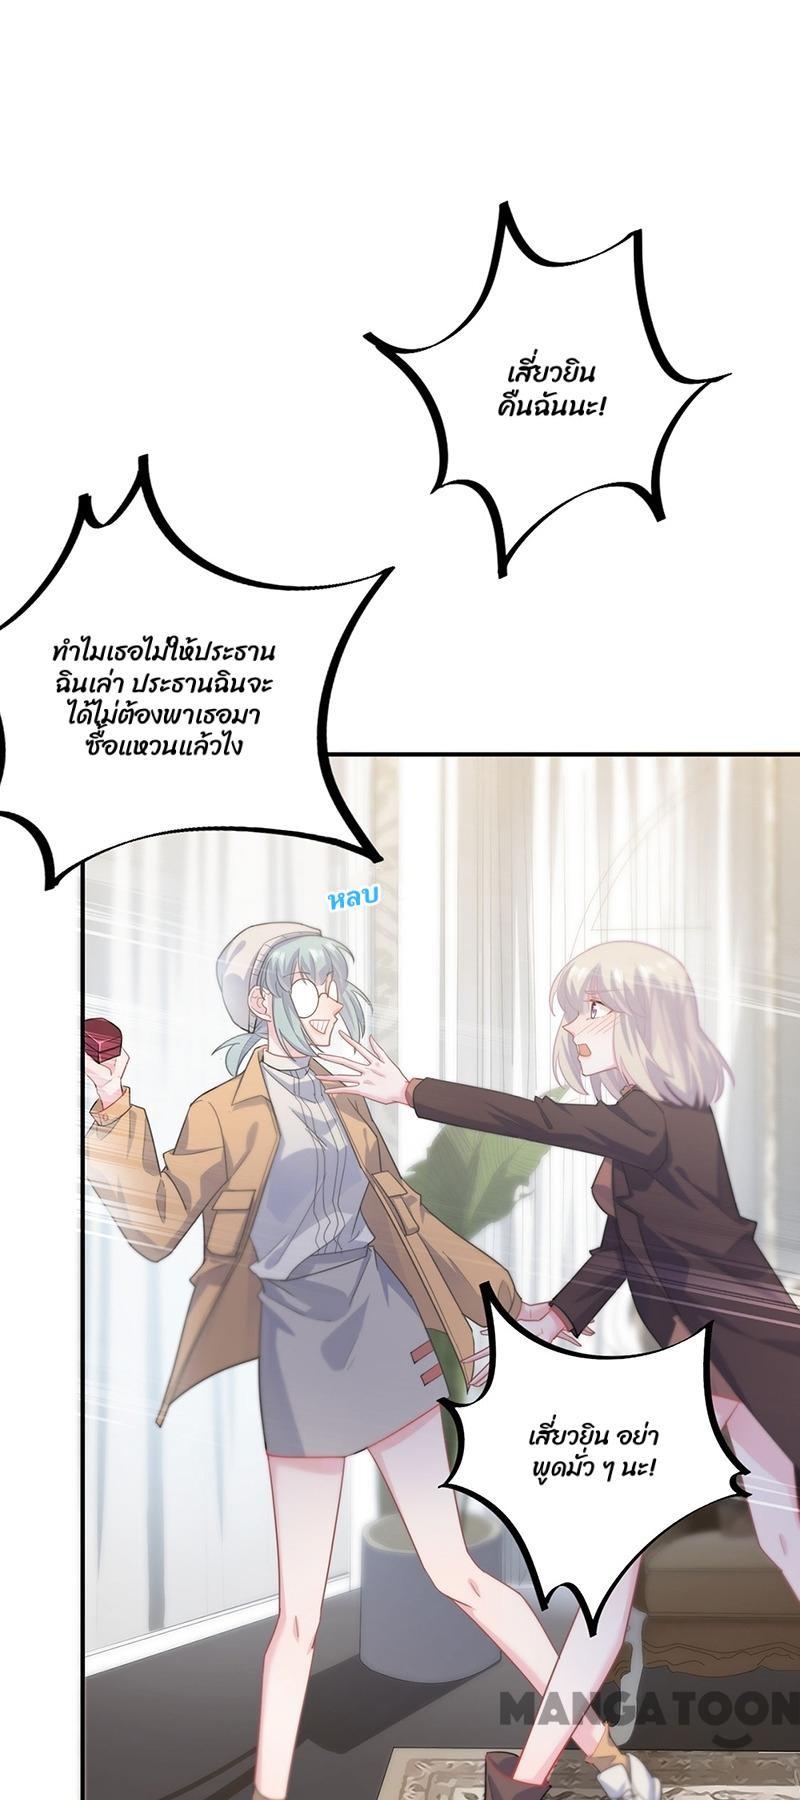 เสี่ยวยิน
คืนฉันนะ!
ทำไมเธอไม่ให้ประธาน
ฉินเล่า ประธานฉินจะ
ได้ไม่ต้องพาเธอมา
ซื้อแหวนแล้วไง
หลบ
เสี่ยวยิน อย่า
พูดมั่ว ๆ นะ!
MANGATOON